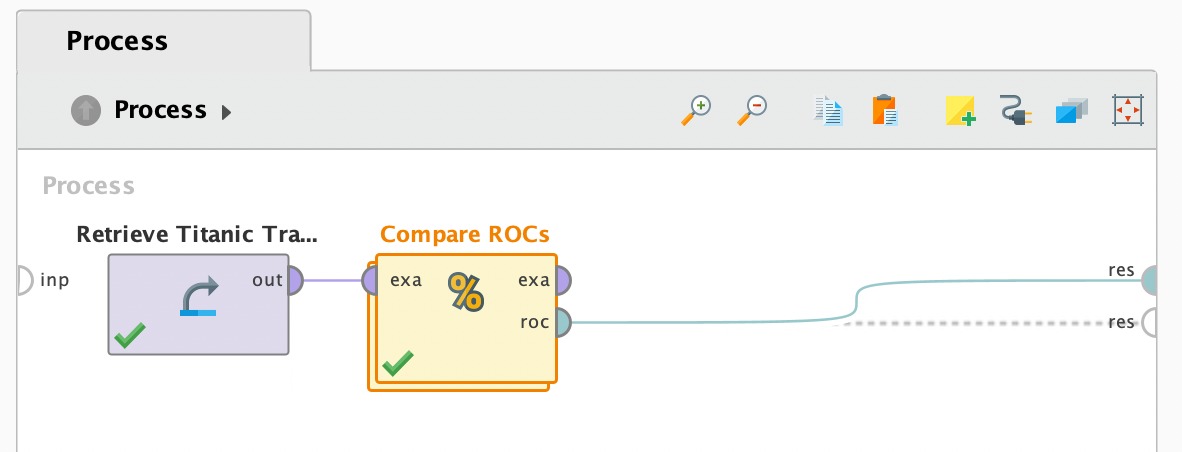 Process
Process
Process
Retrieve Titanic Tra...
Compare ROCs
inp
out
exa
%
exa
res
roc
res